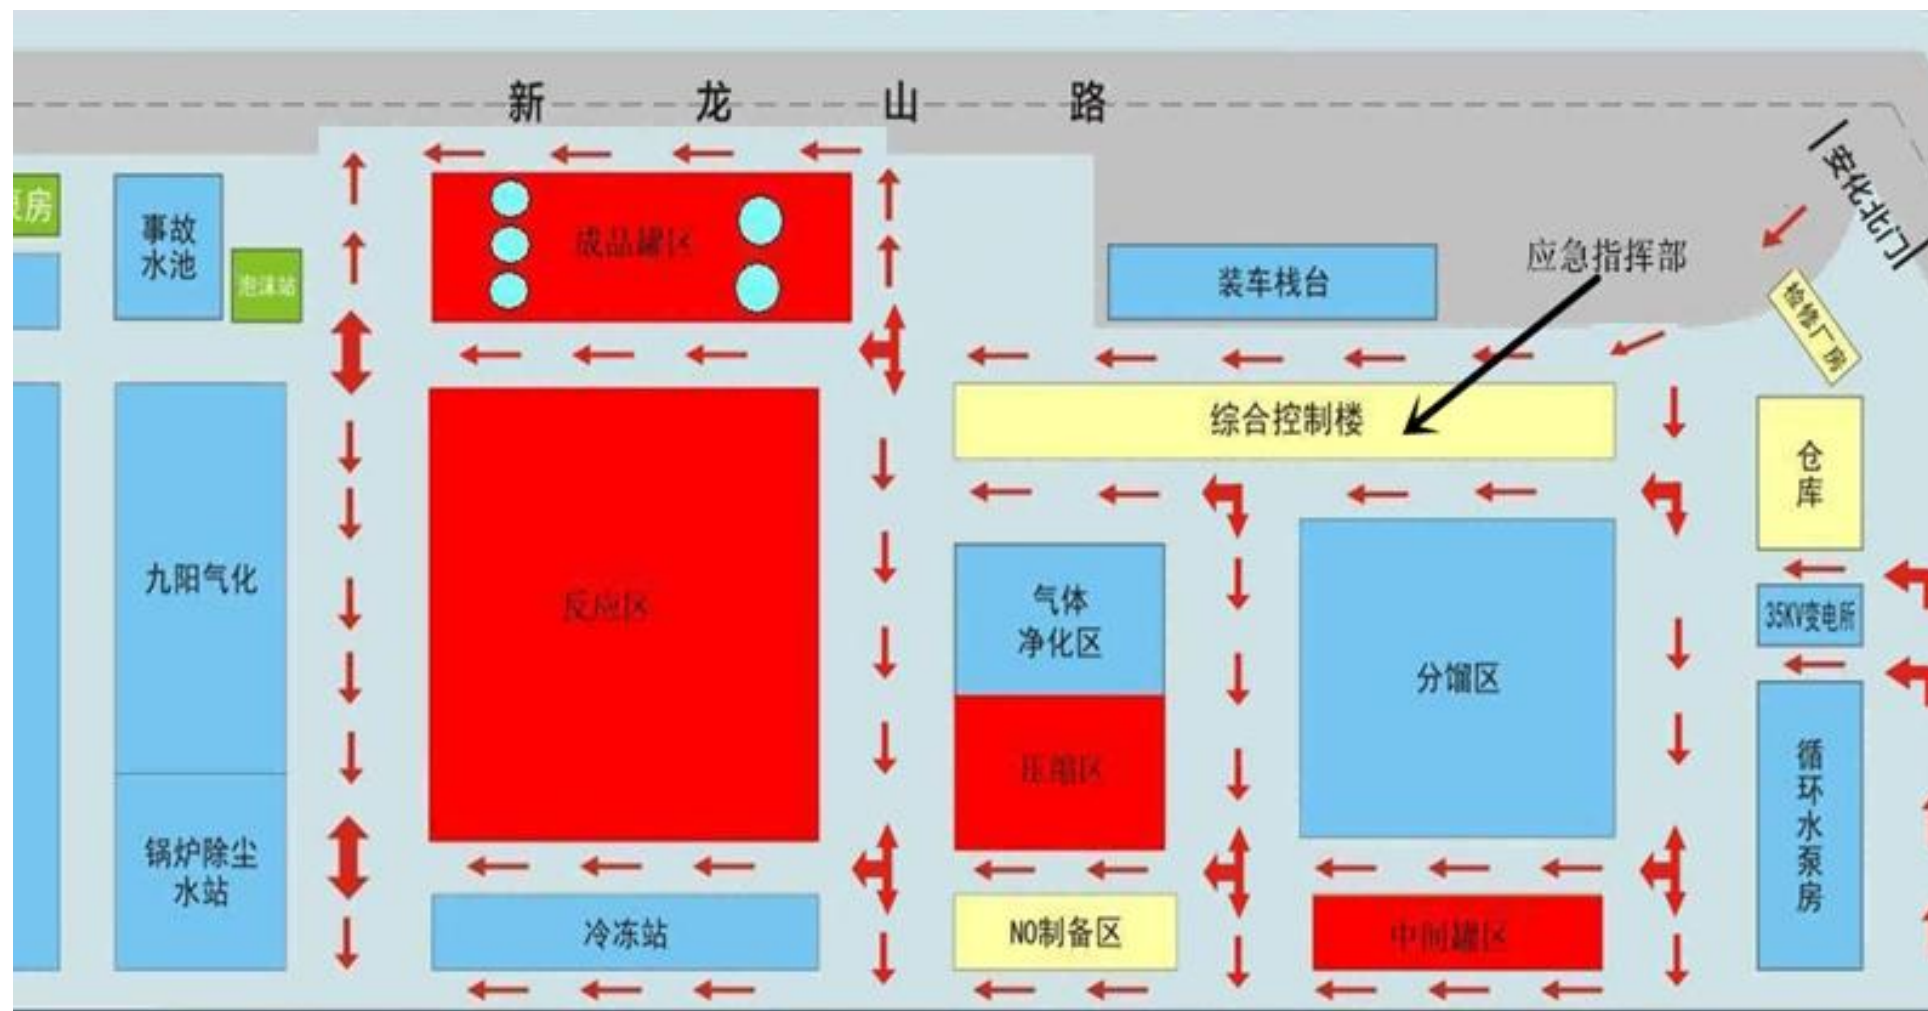 新龙山路
安化北门
泵房
事故
水池
泡沫站
成品罐区
装车栈台
应急指挥部
检修厂房
综合控制楼
仓库
九阳气化
反应区
气体
净化区
分馏区
35KV变电所
压缩区
循环水泵房
锅炉除尘
水站
冷冻站
NO制备区
中间罐区